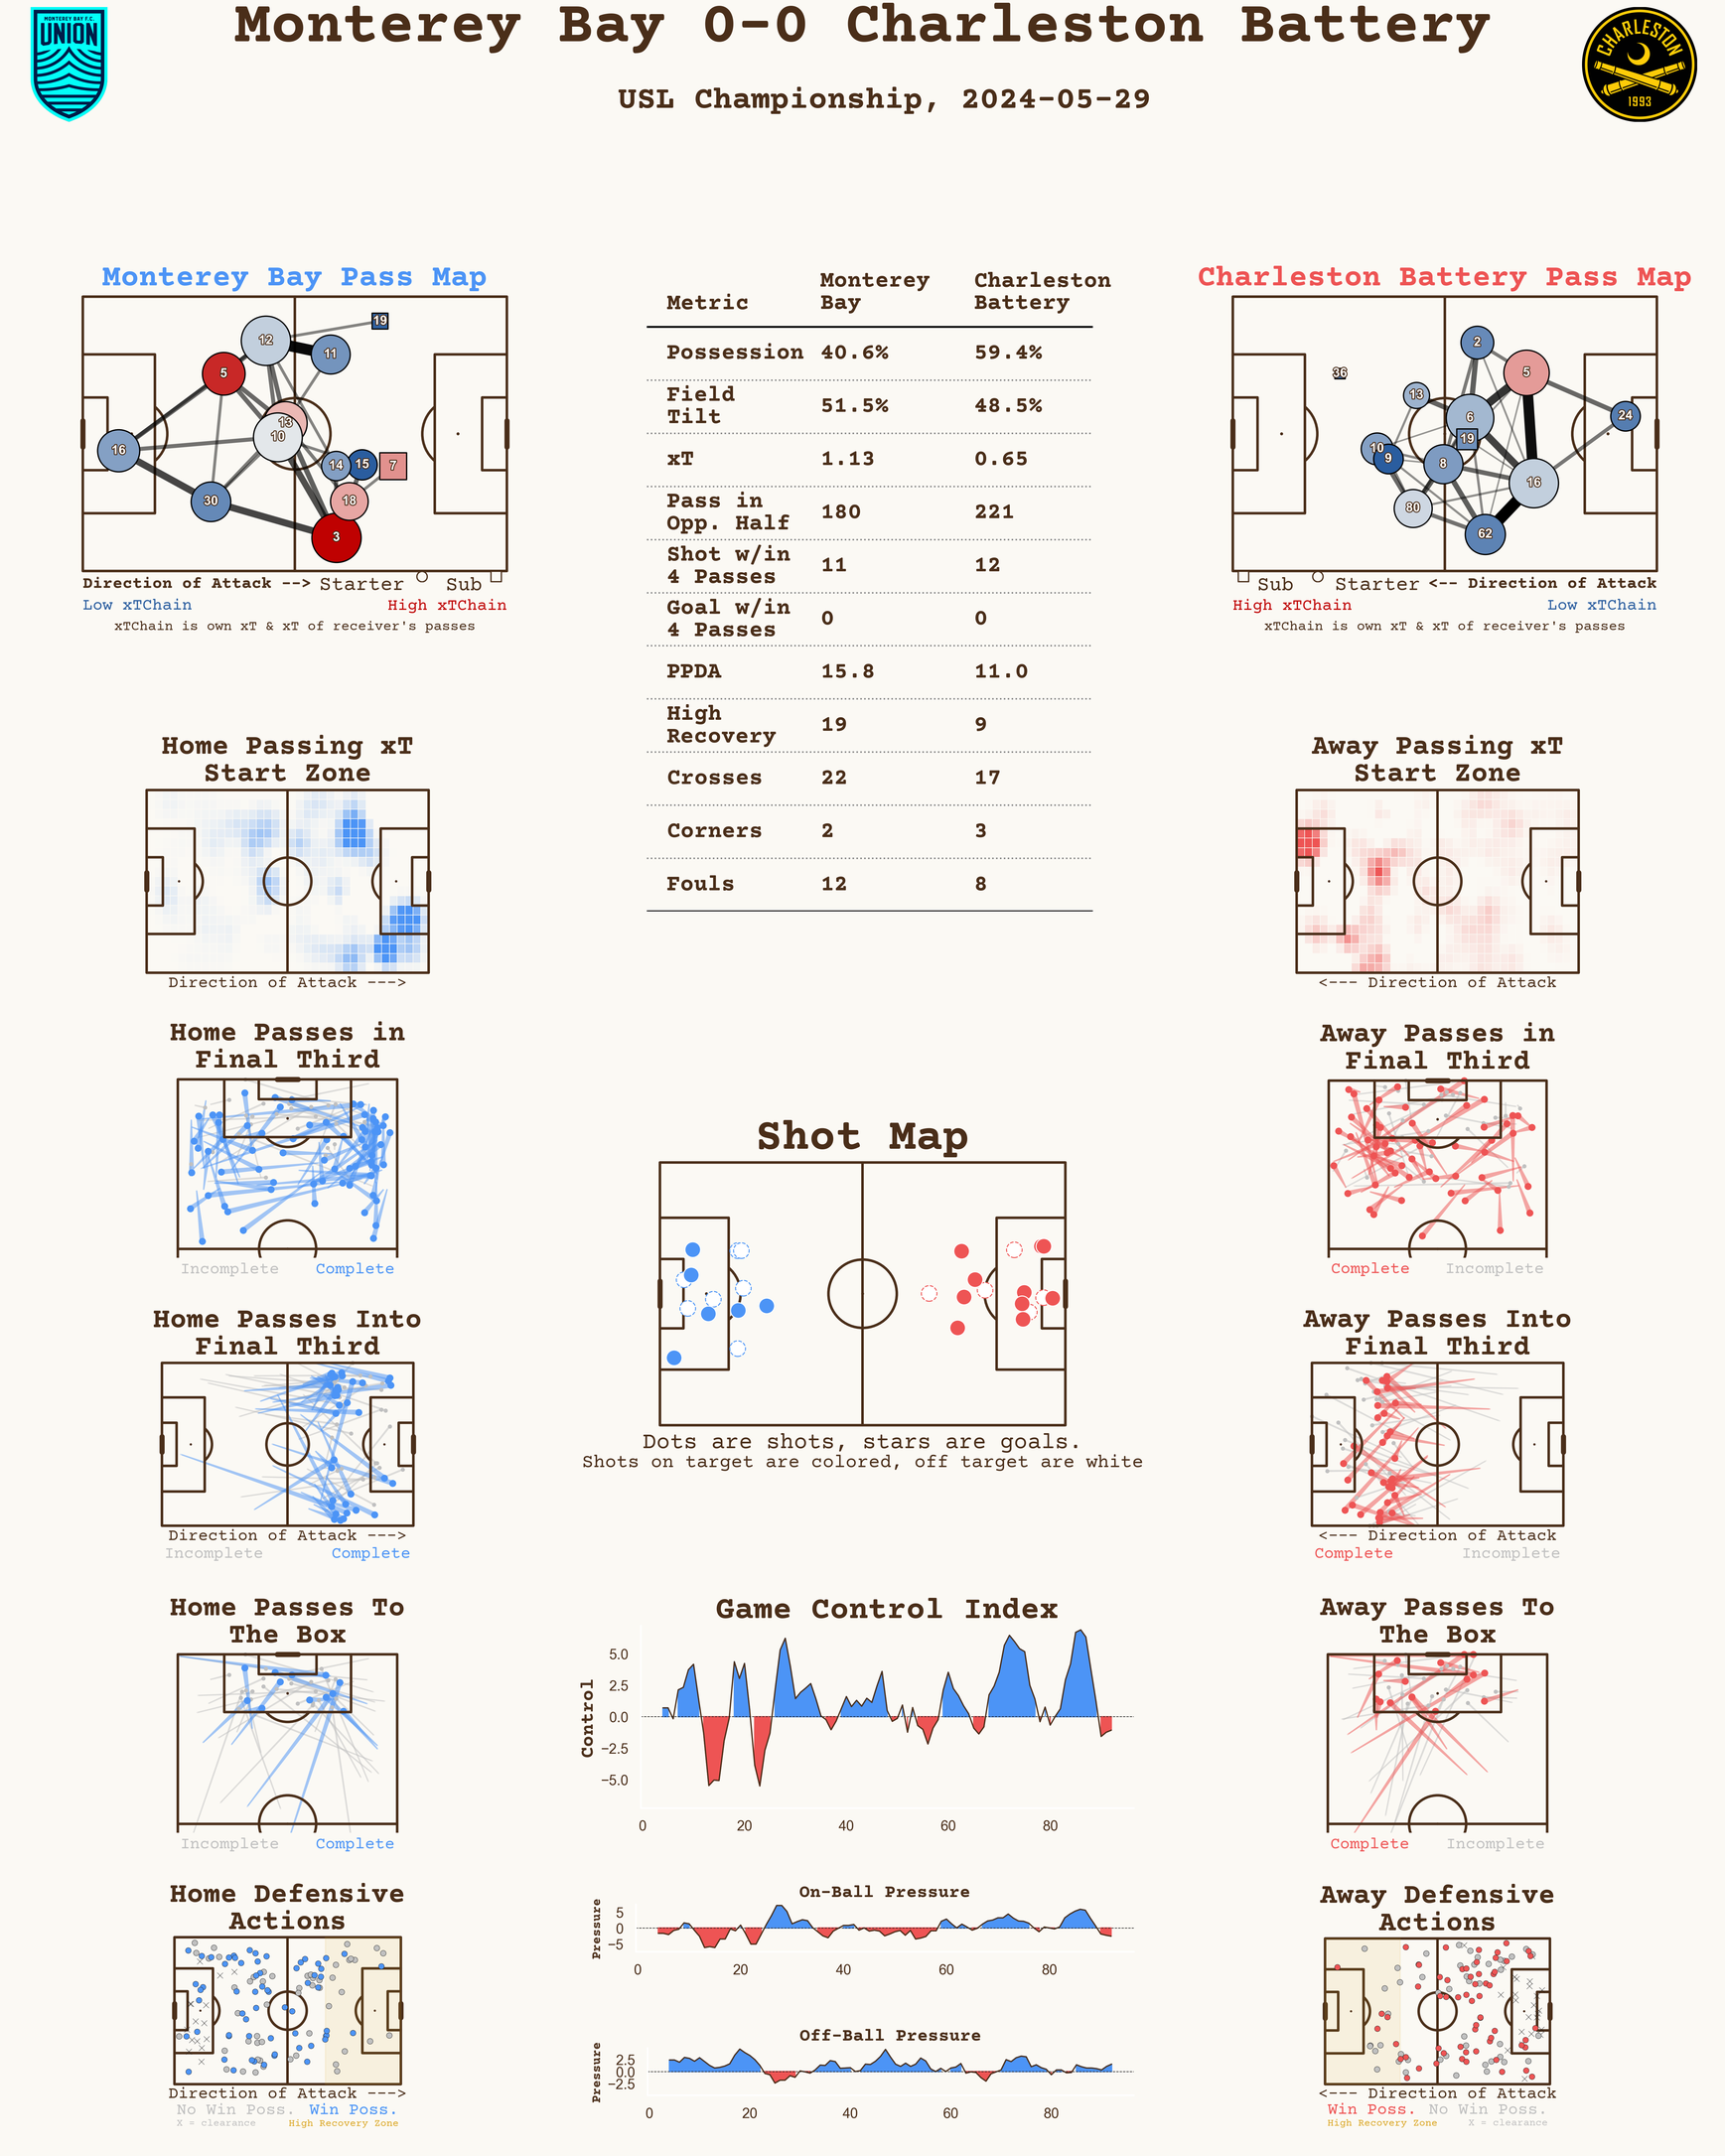 Monterey Bay 0-0 Charleston Battery
USL Championship, 2024-05-29
MONTEREY BAY F.C.
UNION
CHARLESTON
1993
Monterey Bay Pass Map
19
12
11
5
13
10
16
14
15
7
30
18
3
Direction of Attack --> Starter Sub
Low xTChain High xTChain
xTChain is own xT & xT of receiver's passes
Metric Monterey Bay Charleston Battery
Possession 40.6% 59.4%
Field Tilt 51.5% 48.5%
xT 1.13 0.65
Pass in Opp. Half 180 221
Shot w/in 4 Passes 11 12
Goal w/in 4 Passes 0 0
PPDA 15.8 11.0
High Recovery 19 9
Crosses 22 17
Corners 2 3
Fouls 12 8
Charleston Battery Pass Map
2
36
5
13
24
6
19
10
9
8
16
80
62
Sub Starter <-- Direction of Attack
High xTChain Low xTChain
xTChain is own xT & xT of receiver's passes
Home Passing xT
Start Zone
Direction of Attack --->
Away Passing xT
Start Zone
<--- Direction of Attack
Home Passes in
Final Third
Incomplete Complete
Away Passes in
Final Third
Complete Incomplete
Shot Map
Dots are shots, stars are goals.
Shots on target are colored, off target are white
Home Passes Into
Final Third
Direction of Attack --->
Incomplete Complete
Away Passes Into
Final Third
<--- Direction of Attack
Complete Incomplete
Home Passes To
The Box
Incomplete Complete
Game Control Index
Control
5.0
2.5
0.0
−2.5
−5.0
0 20 40 60 80
Away Passes To
The Box
Complete Incomplete
Home Defensive
Actions
Direction of Attack --->
No Win Poss. Win Poss.
X = clearance High Recovery Zone
On-Ball Pressure
Pressure
5
0
−5
0 20 40 60 80
Off-Ball Pressure
Pressure
2.5
0.0
−2.5
0 20 40 60 80
Away Defensive
Actions
<--- Direction of Attack
Win Poss. No Win Poss.
High Recovery Zone X = clearance